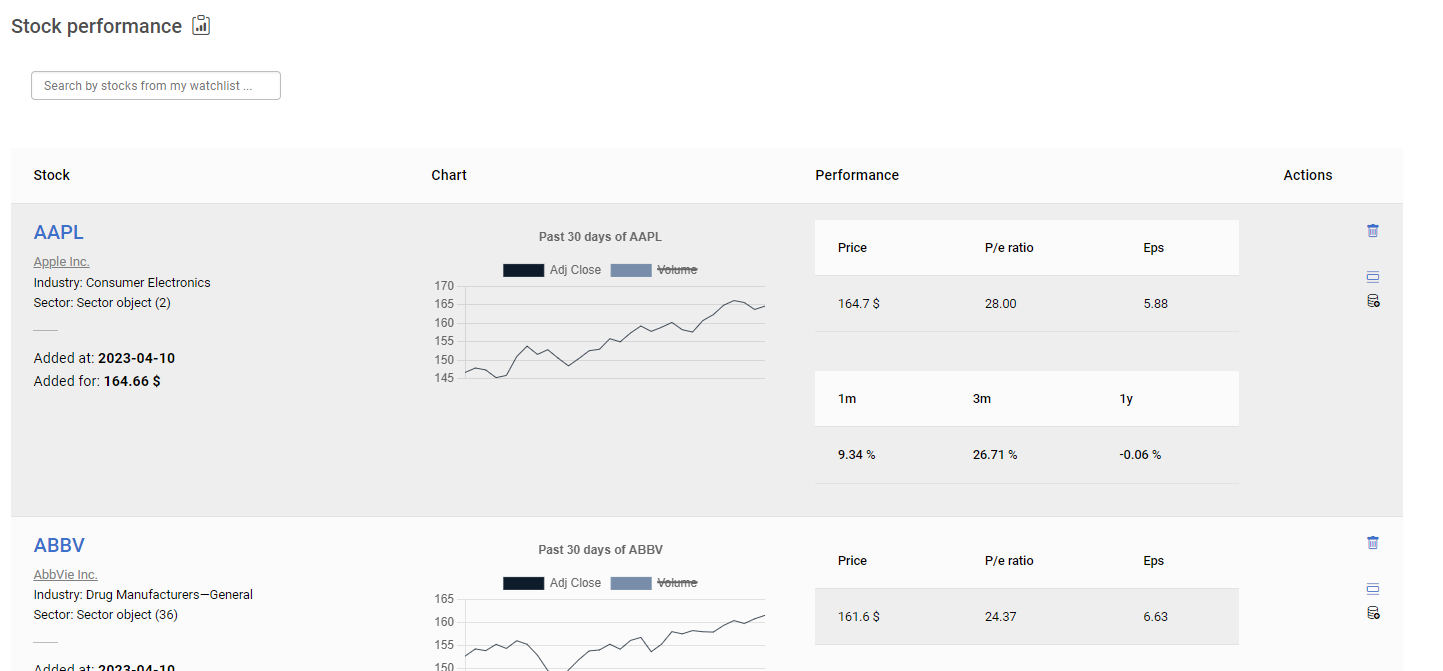 Stock performance
Search by stocks from my watchlist ...
Stock Chart Performance Actions
AAPL
Apple Inc.
Industry: Consumer Electronics
Sector: Sector object (2)
Added at: 2023-04-10
Added for: 164.66 $
Past 30 days of AAPL
Adj Close Volume
170
165
160
155
150
145
Price P/e ratio Eps
164.7 $ 28.00 5.88
1m 3m 1y
9.34 % 26.71 % -0.06 %
ABBV
AbbVie Inc.
Industry: Drug Manufacturers—General
Sector: Sector object (36)
Added at: 2023-04-10
Past 30 days of ABBV
Adj Close Volume
165
160
155
150
Price P/e ratio Eps
161.6 $ 24.37 6.63